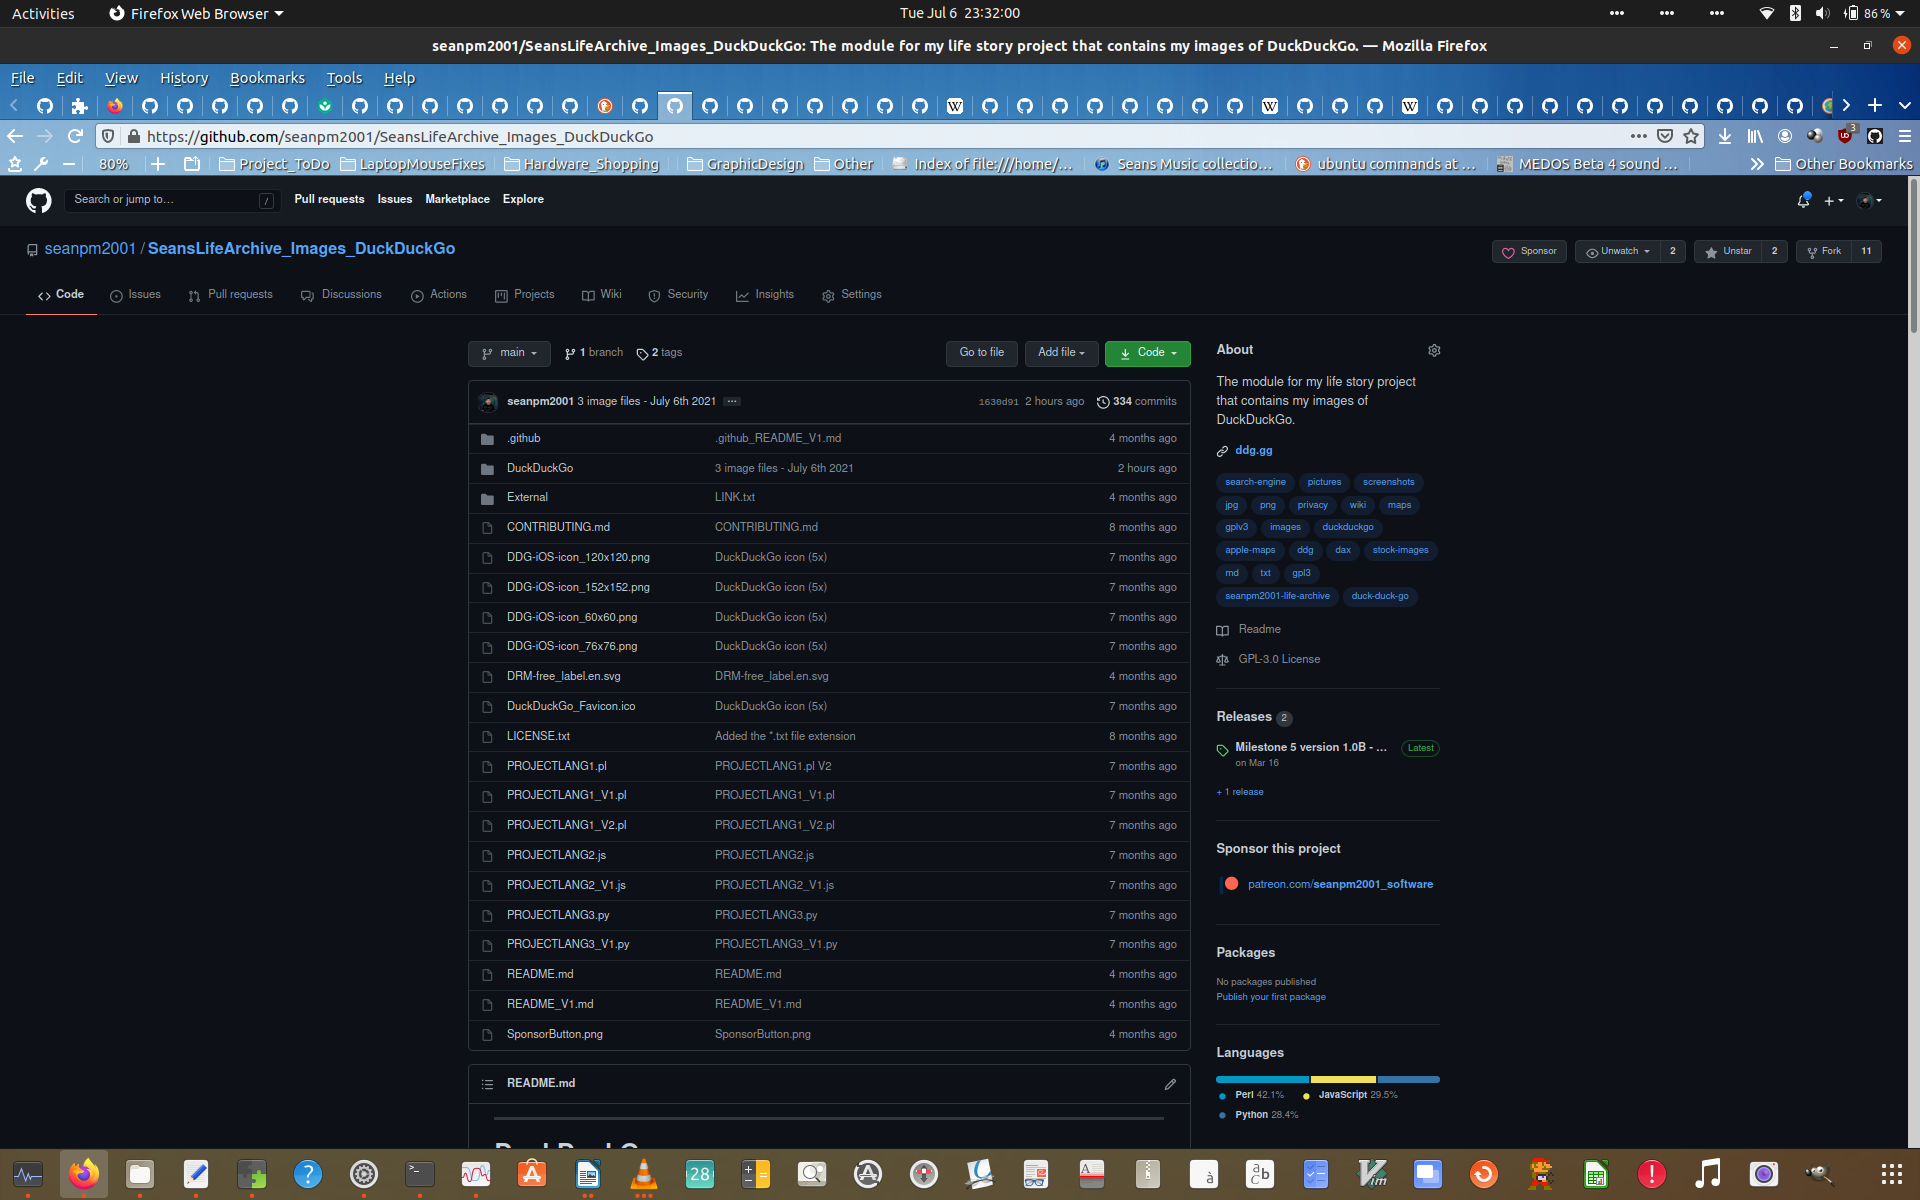 Activities
Firefox Web Browser
Tue Jul 6 23:32:00
86 %
seanpm2001/SeansLifeArchive_Images_DuckDuckGo: The module for my life story project that contains my images of DuckDuckGo. — Mozilla Firefox
File Edit View History Bookmarks Tools Help
https://github.com/seanpm2001/SeansLifeArchive_Images_DuckDuckGo
3
80%
Project_ToDo
LaptopMouseFixes
Hardware_Shopping
GraphicDesign
Other
Index of file:///home/...
Seans Music collectio...
ubuntu commands at ...
MEDOS Beta 4 sound ...
Other Bookmarks
Search or jump to...
/
Pull requests Issues Marketplace Explore
seanpm2001 / SeansLifeArchive_Images_DuckDuckGo
Sponsor
Unwatch 2
Unstar 2
Fork 11
Code
Issues
Pull requests
Discussions
Actions
Projects
Wiki
Security
Insights
Settings
main
1 branch
2 tags
Go to file
Add file
Code
seanpm2001 3 image files - July 6th 2021 ...
1630d91 2 hours ago
334 commits
.github .github_README_V1.md 4 months ago
DuckDuckGo 3 image files - July 6th 2021 2 hours ago
External LINK.txt 4 months ago
CONTRIBUTING.md CONTRIBUTING.md 8 months ago
DDG-iOS-icon_120x120.png DuckDuckGo icon (5x) 7 months ago
DDG-iOS-icon_152x152.png DuckDuckGo icon (5x) 7 months ago
DDG-iOS-icon_60x60.png DuckDuckGo icon (5x) 7 months ago
DDG-iOS-icon_76x76.png DuckDuckGo icon (5x) 7 months ago
DRM-free_label.en.svg DRM-free_label.en.svg 4 months ago
DuckDuckGo_Favicon.ico DuckDuckGo icon (5x) 7 months ago
LICENSE.txt Added the *.txt file extension 8 months ago
PROJECTLANG1.pl PROJECTLANG1.pl V2 7 months ago
PROJECTLANG1_V1.pl PROJECTLANG1_V1.pl 7 months ago
PROJECTLANG1_V2.pl PROJECTLANG1_V2.pl 7 months ago
PROJECTLANG2.js PROJECTLANG2.js 7 months ago
PROJECTLANG2_V1.js PROJECTLANG2_V1.js 7 months ago
PROJECTLANG3.py PROJECTLANG3.py 7 months ago
PROJECTLANG3_V1.py PROJECTLANG3_V1.py 7 months ago
README.md README.md 4 months ago
README_V1.md README_V1.md 4 months ago
SponsorButton.png SponsorButton.png 4 months ago
README.md
About
The module for my life story project
that contains my images of
DuckDuckGo.
ddg.gg
search-engine pictures screenshots
jpg png privacy wiki maps
gplv3 images duckduckgo
apple-maps ddg dax stock-images
md txt gpl3
seanpm2001-life-archive duck-duck-go
Readme
GPL-3.0 License
Releases 2
Milestone 5 version 1.0B - ... Latest
on Mar 16
+ 1 release
Sponsor this project
patreon.com/seanpm2001_software
Packages
No packages published
Publish your first package
Languages
Perl 42.1% JavaScript 29.5%
Python 28.4%
28